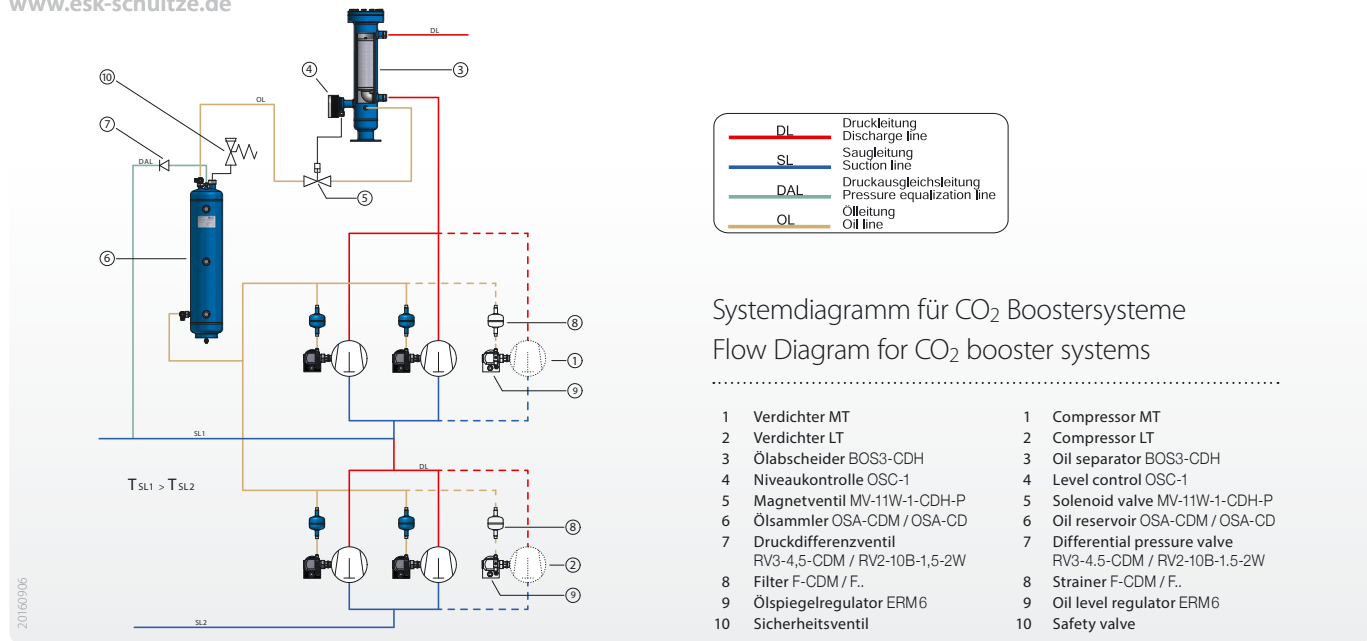 www.esk-schultze.de
DL
4
3
10
OL
7
DAL
5
6
8
1
9
SL1
DL
T SL1 > T SL2
8
2
9
SL2
20160906
DL Druckleitung
Discharge line
SL Saugleitung
Suction line
DAL Druckausgleichsleitung
Pressure equalization line
OL Ölleitung
Oil line
Systemdiagramm für CO2 Boostersysteme
Flow Diagram for CO2 booster systems
1 Verdichter MT
2 Verdichter LT
3 Ölabscheider BOS3-CDH
4 Niveaukontrolle OSC-1
5 Magnetventil MV-11W-1-CDH-P
6 Ölsammler OSA-CDM / OSA-CD
7 Druckdifferenzventil
RV3-4,5-CDM / RV2-10B-1,5-2W
8 Filter F-CDM / F..
9 Ölspiegelregulator ERM6
10 Sicherheitsventil
1 Compressor MT
2 Compressor LT
3 Oil separator BOS3-CDH
4 Level control OSC-1
5 Solenoid valve MV-11W-1-CDH-P
6 Oil reservoir OSA-CDM / OSA-CD
7 Differential pressure valve
RV3-4.5-CDM / RV2-10B-1.5-2W
8 Strainer F-CDM / F..
9 Oil level regulator ERM6
10 Safety valve